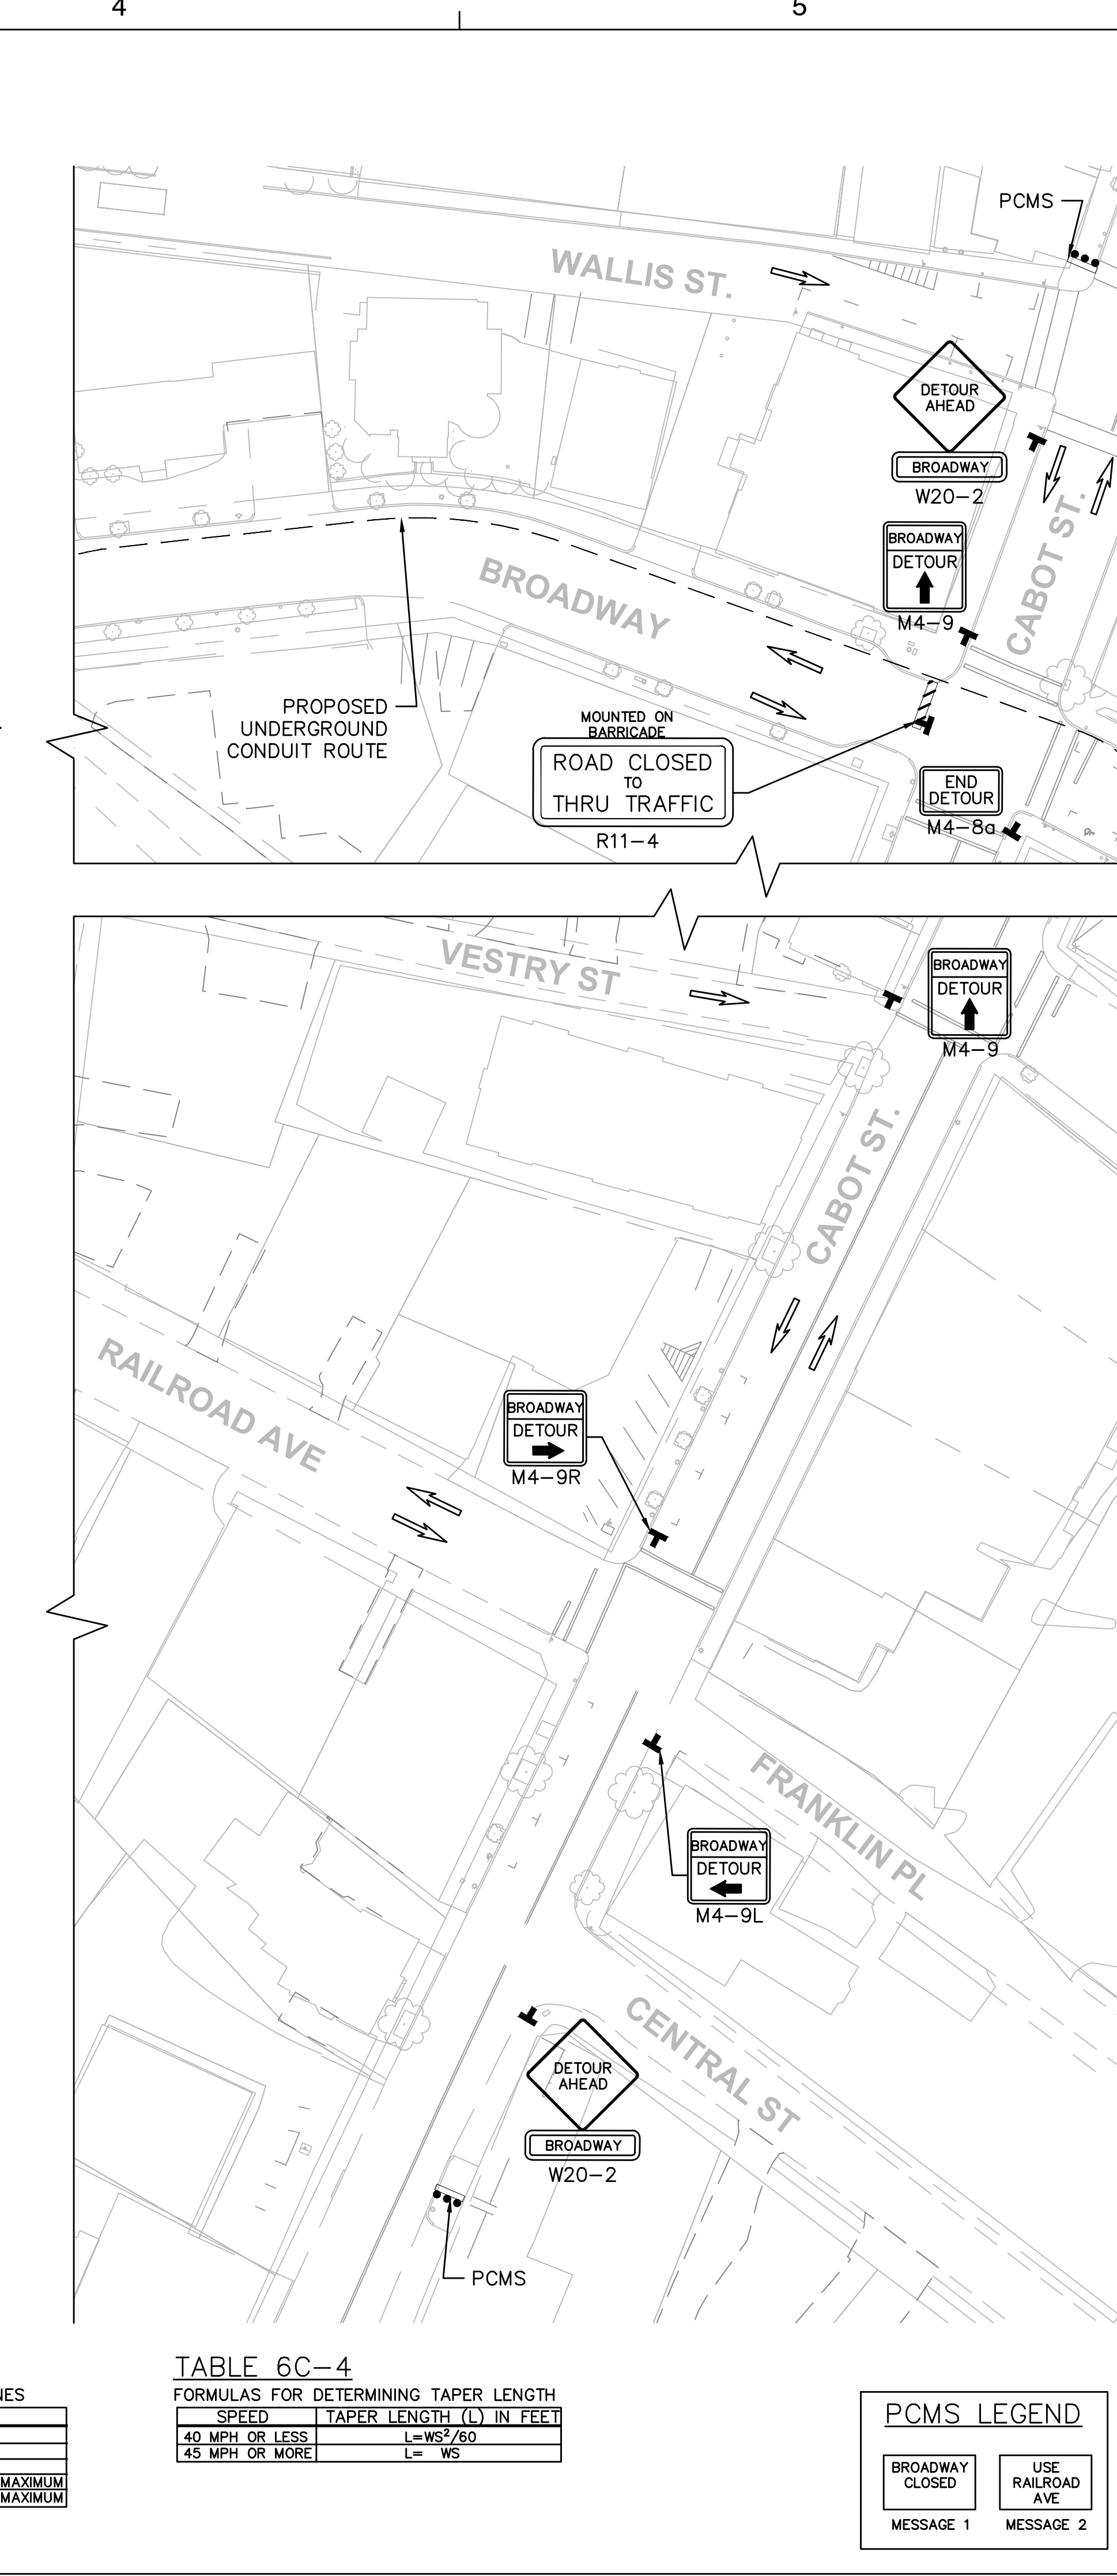 4
5
PCMS
WALLIS ST.
DETOUR
AHEAD
BROADWAY
W20-2
BROADWAY
DETOUR
M4-9
CABOT ST.
BROADWAY
PROPOSED
UNDERGROUND
CONDUIT ROUTE
MOUNTED ON
BARRICADE
ROAD CLOSED
TO
THRU TRAFFIC
R11-4
END
DETOUR
M4-8a
VESTRY ST
BROADWAY
DETOUR
M4-9
CABOT ST.
RAILROAD AVE
BROADWAY
DETOUR
M4-9R
FRANKLIN PL
BROADWAY
DETOUR
M4-9L
CENTRAL ST
DETOUR
AHEAD
BROADWAY
W20-2
PCMS
NES
MAXIMUM
MAXIMUM
TABLE 6C-4
FORMULAS FOR DETERMINING TAPER LENGTH
SPEED TAPER LENGTH (L) IN FEET
40 MPH OR LESS L=WS²/60
45 MPH OR MORE L= WS
PCMS LEGEND
BROADWAY
CLOSED
MESSAGE 1
USE
RAILROAD
AVE
MESSAGE 2